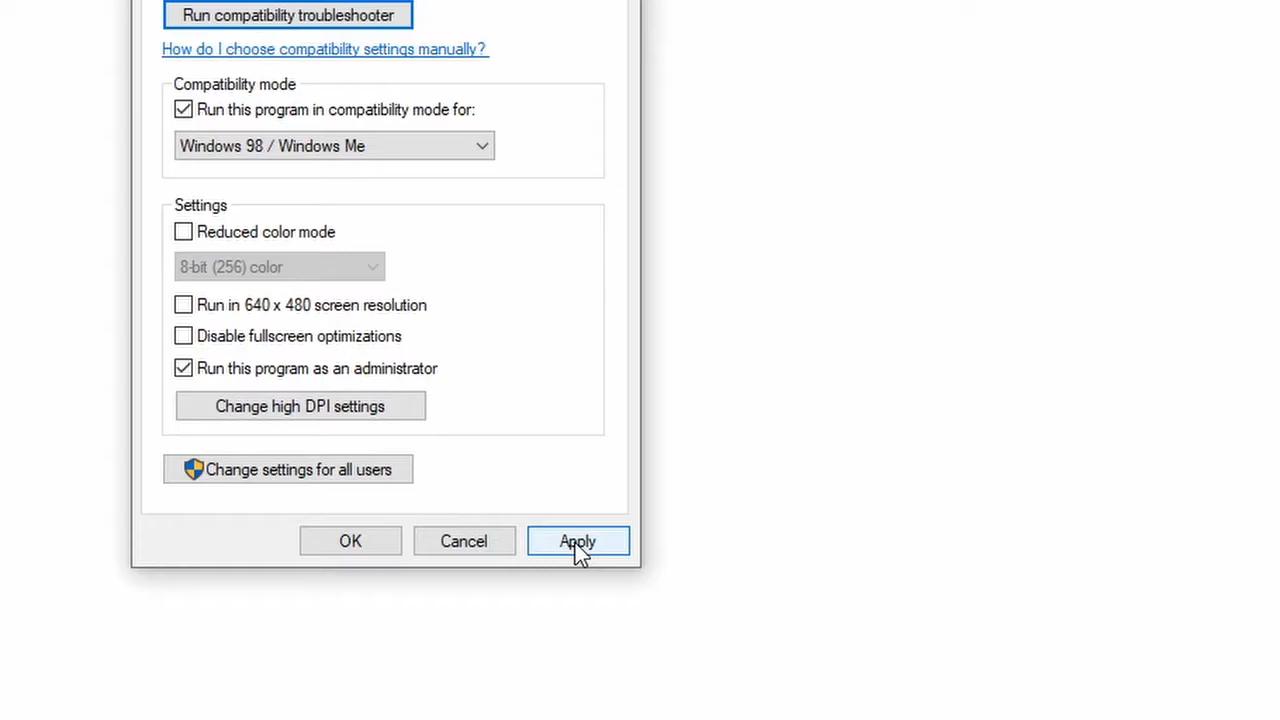 Run compatibility troubleshooter
How do I choose compatibility settings manually?
Compatibility mode
Run this program in compatibility mode for:
Windows 98 / Windows Me
Settings
Reduced color mode
8-bit (256) color
Run in 640 x 480 screen resolution
Disable fullscreen optimizations
Run this program as an administrator
Change high DPI settings
Change settings for all users
OK Cancel Apply